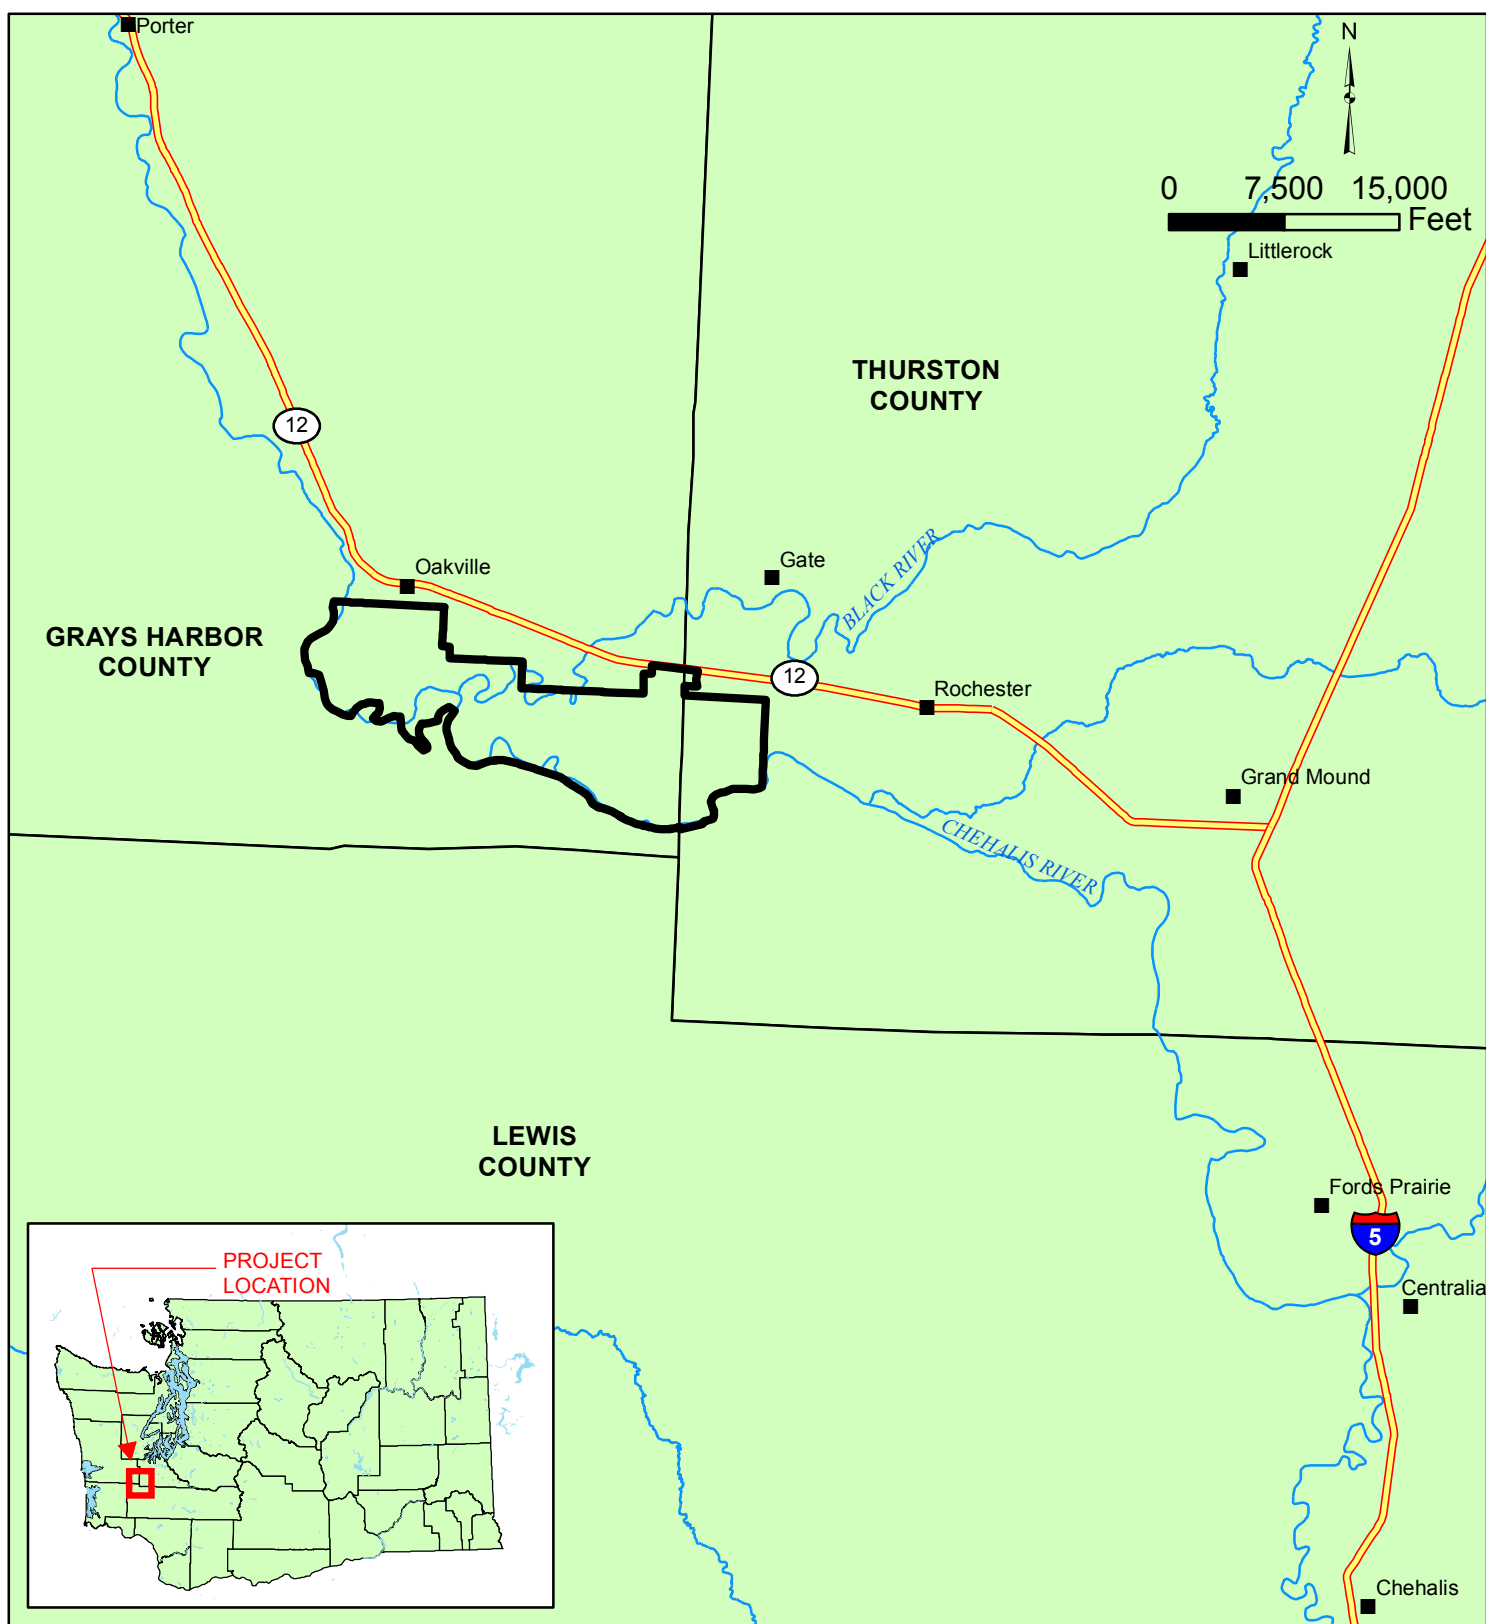 Porter
N
0 7,500 15,000
Feet
Littlerock
THURSTON
COUNTY
12
Oakville
Gate
BLACK RIVER
GRAYS HARBOR
COUNTY
12
Rochester
Grand Mound
CHEHALIS RIVER
LEWIS
COUNTY
Fords Prairie
5
PROJECT
LOCATION
Centralia
Chehalis